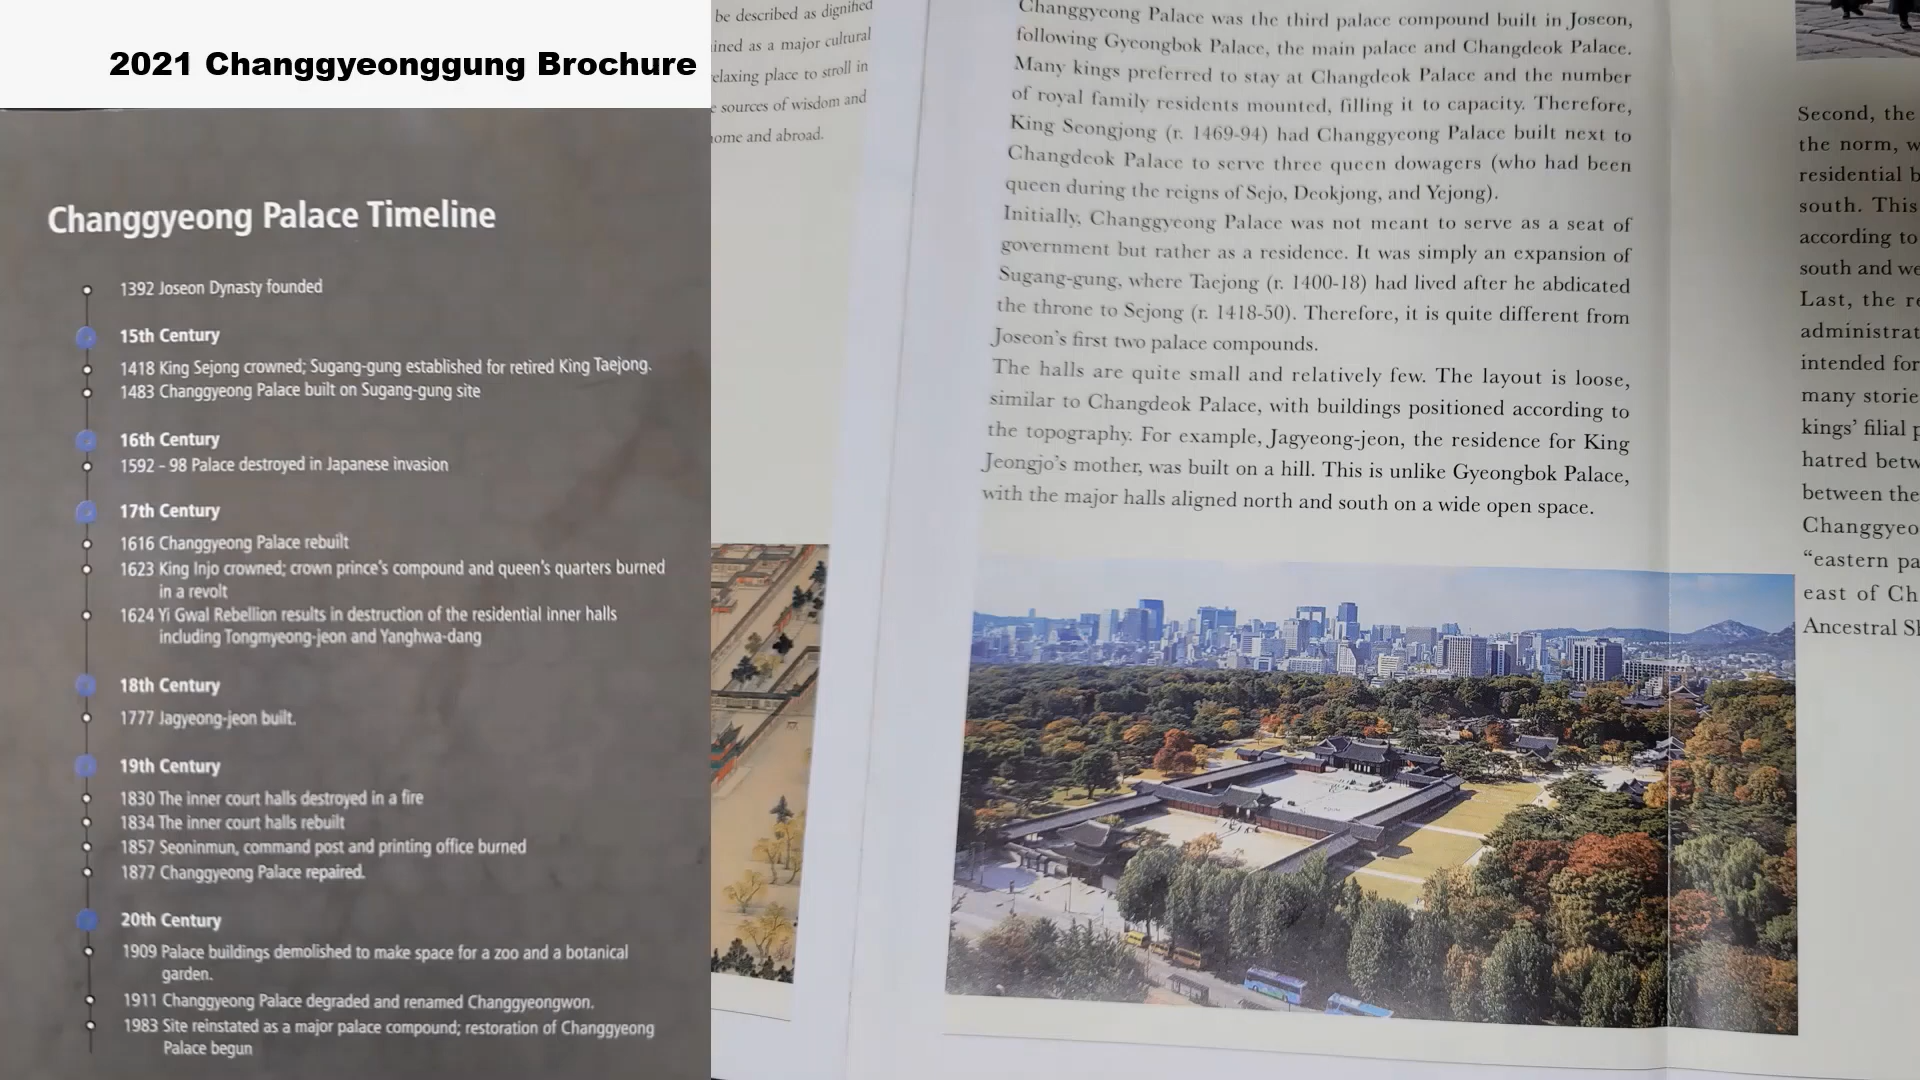 2021 Changgyeonggung Brochure
Changgyeong Palace Timeline
1392 Joseon Dynasty founded
15th Century
1418 King Sejong crowned; Sugang-gung established for retired King Taejong.
1483 Changgyeong Palace built on Sugang-gung site
16th Century
1592 - 98 Palace destroyed in Japanese invasion
17th Century
1616 Changgyeong Palace rebuilt
1623 King Injo crowned; crown prince's compound and queen's quarters burned
in a revolt
1624 Yi Gwal Rebellion results in destruction of the residential inner halls
including Tongmyeong-jeon and Yanghwa-dang
18th Century
1777 Jagyeong-jeon built.
19th Century
1830 The inner court halls destroyed in a fire
1834 The inner court halls rebuilt
1857 Seoninmun, command post and printing office burned
1877 Changgyeong Palace repaired.
20th Century
1909 Palace buildings demolished to make space for a zoo and a botanical
garden.
1911 Changgyeong Palace degraded and renamed Changgyeongwon.
1983 Site reinstated as a major palace compound; restoration of Changgyeong
Palace begun
be described as dignified
ined as a major cultural
elaxing place to stroll in
sources of wisdom and
ome and abroad.
Changgyeong Palace was the third palace compound built in Joseon,
following Gyeongbok Palace, the main palace and Changdeok Palace.
Many kings preferred to stay at Changdeok Palace and the number
of royal family residents mounted, filling it to capacity. Therefore,
King Seongjong (r. 1469-94) had Changgyeong Palace built next to
Changdeok Palace to serve three queen dowagers (who had been
queen during the reigns of Sejo, Deokjong, and Yejong).
Initially, Changgyeong Palace was not meant to serve as a seat of
government but rather as a residence. It was simply an expansion of
Sugang-gung, where Taejong (r. 1400-18) had lived after he abdicated
the throne to Sejong (r. 1418-50). Therefore, it is quite different from
Joseon's first two palace compounds.
The halls are quite small and relatively few. The layout is loose,
similar to Changdeok Palace, with buildings positioned according to
the topography. For example, Jagyeong-jeon, the residence for King
Jeongjo's mother, was built on a hill. This is unlike Gyeongbok Palace,
with the major halls aligned north and south on a wide open space.
Second, the
the norm, w
residential b
south. This
according to
south and we
Last, the re
administrat
intended for
many storie
kings' filial p
hatred betw
between the
Changgyeo
"eastern pa
east of Ch
Ancestral Sh